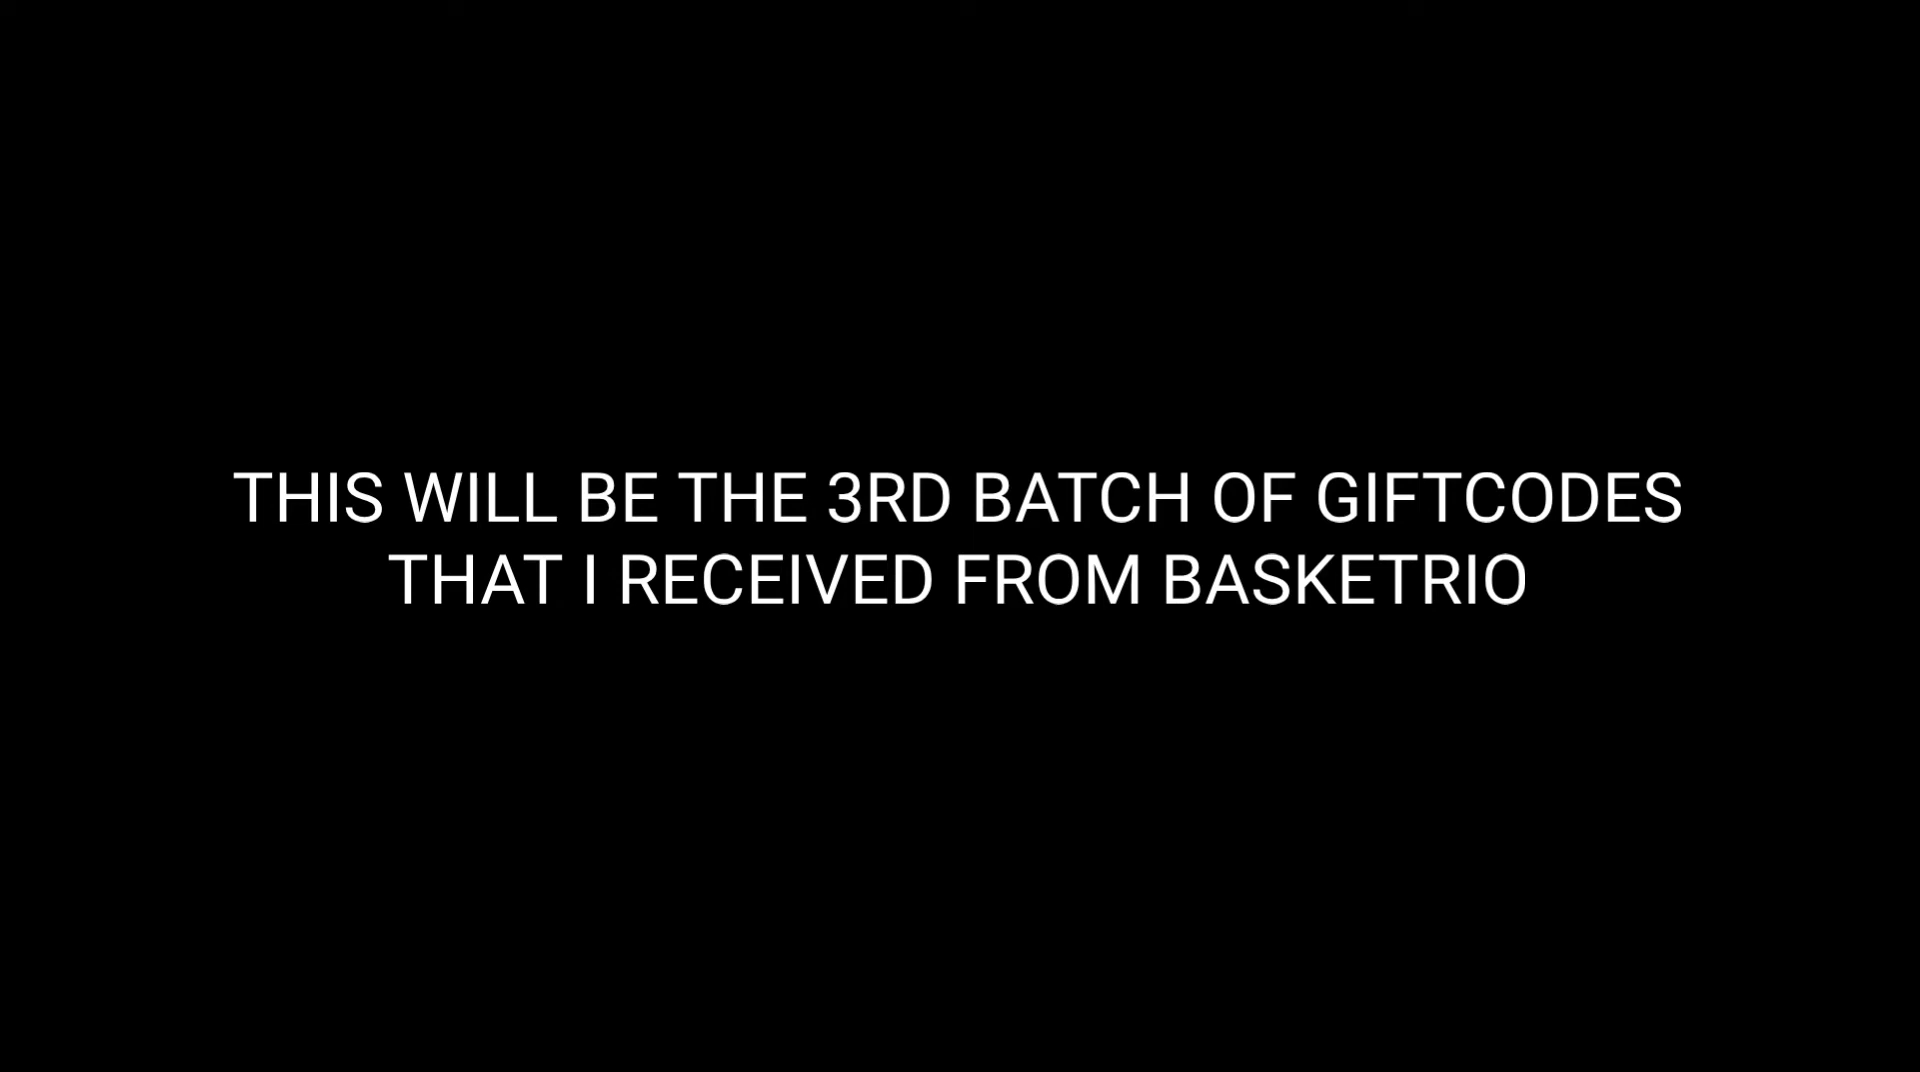 THIS WILL BE THE 3RD BATCH OF GIFTCODES
THAT I RECEIVED FROM BASKETRIO